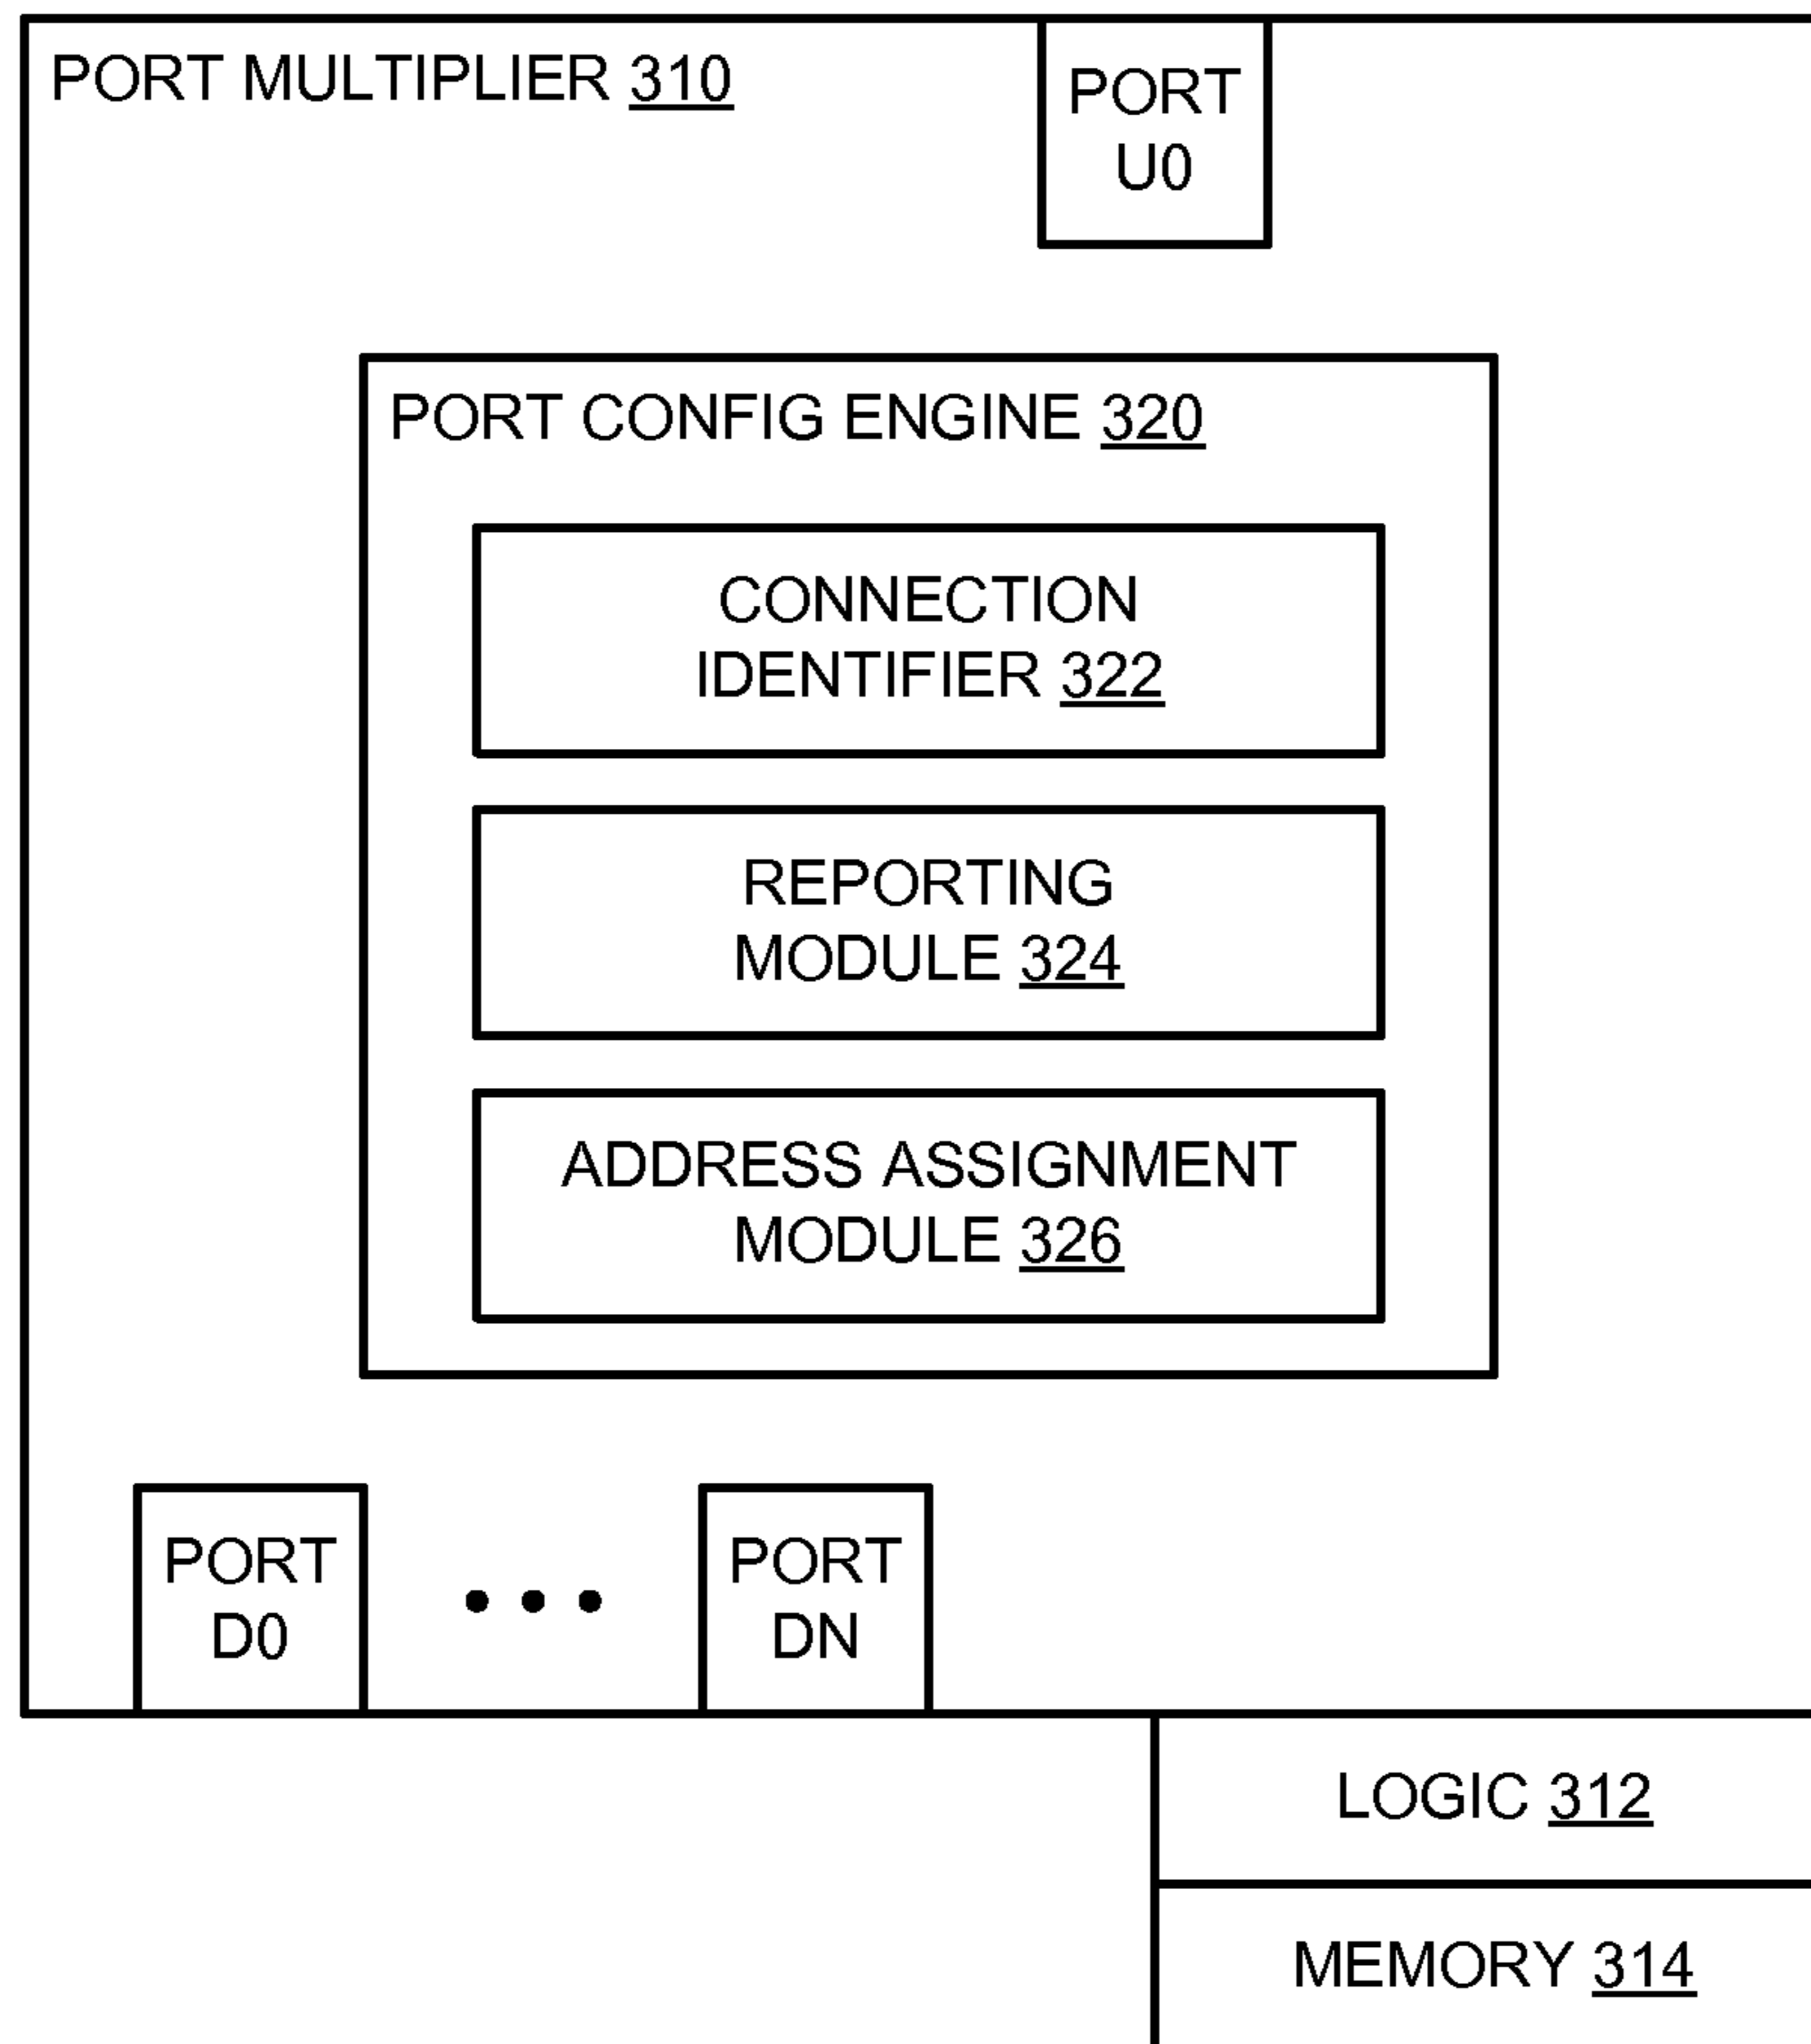 PORT MULTIPLIER 310
PORT
U0
PORT CONFIG ENGINE 320
CONNECTION
IDENTIFIER 322
REPORTING
MODULE 324
ADDRESS ASSIGNMENT
MODULE 326
PORT
D0
PORT
DN
LOGIC 312
MEMORY 314